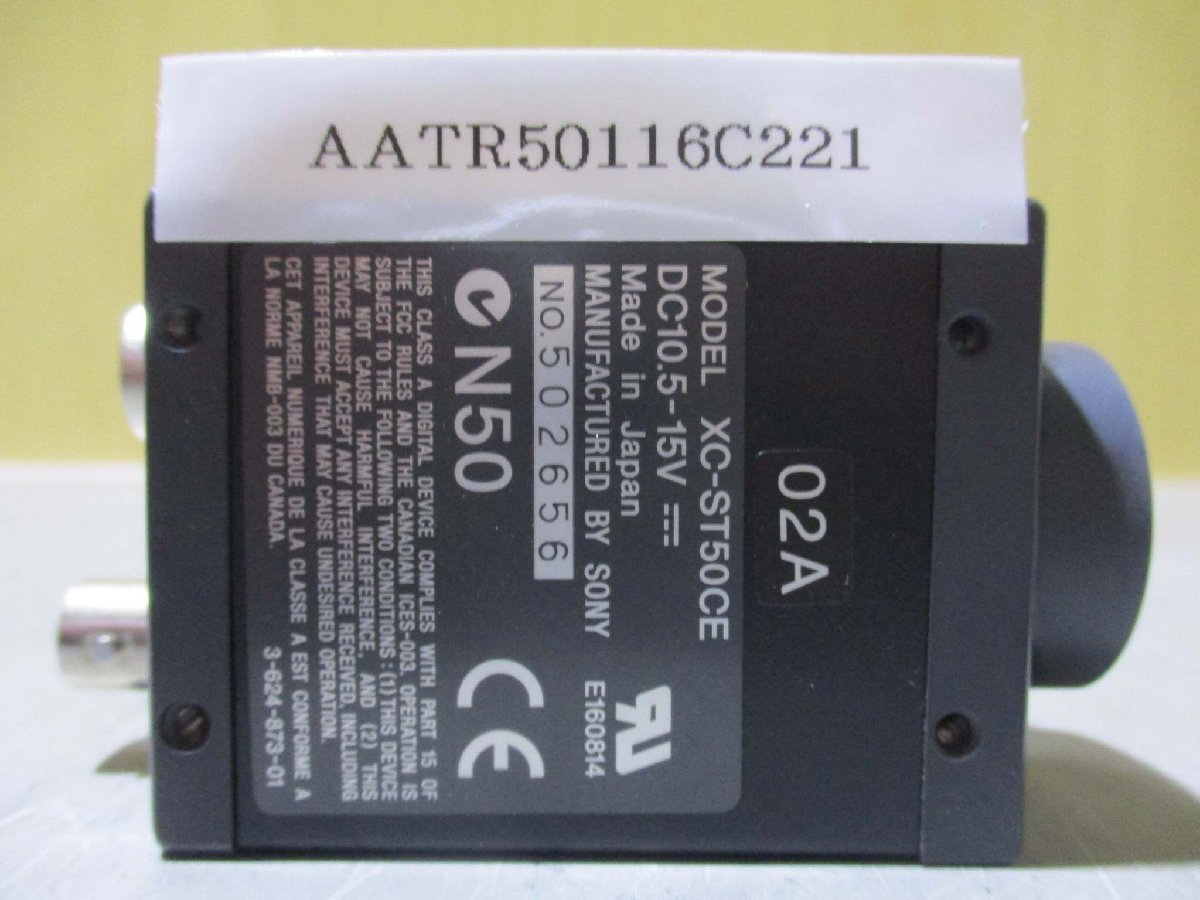 AATR50116C221
02A
MODEL XC-ST50CE
DC10.5-15V
Made in Japan
MANUFACTURED BY SONY
E160814
NO. 502656
N50
CE
THIS CLASS A DIGITAL DEVICE COMPLIES WITH PART 15 OF
THE FCC RULES AND THE CANADIAN ICES-003. OPERATION IS
SUBJECT TO THE FOLLOWING TWO CONDITIONS : (1) THIS DEVICE
MAY NOT CAUSE HARMFUL INTERFERENCE, AND (2) THIS
DEVICE MUST ACCEPT ANY INTERFERENCE RECEIVED, INCLUDING
INTERFERENCE THAT MAY CAUSE UNDESIRED OPERATION.
CET APPAREIL NUMERIQUE DE LA CLASSE A EST CONFORME A
LA NORME NMB-003 DU CANADA.
3-624-873-01